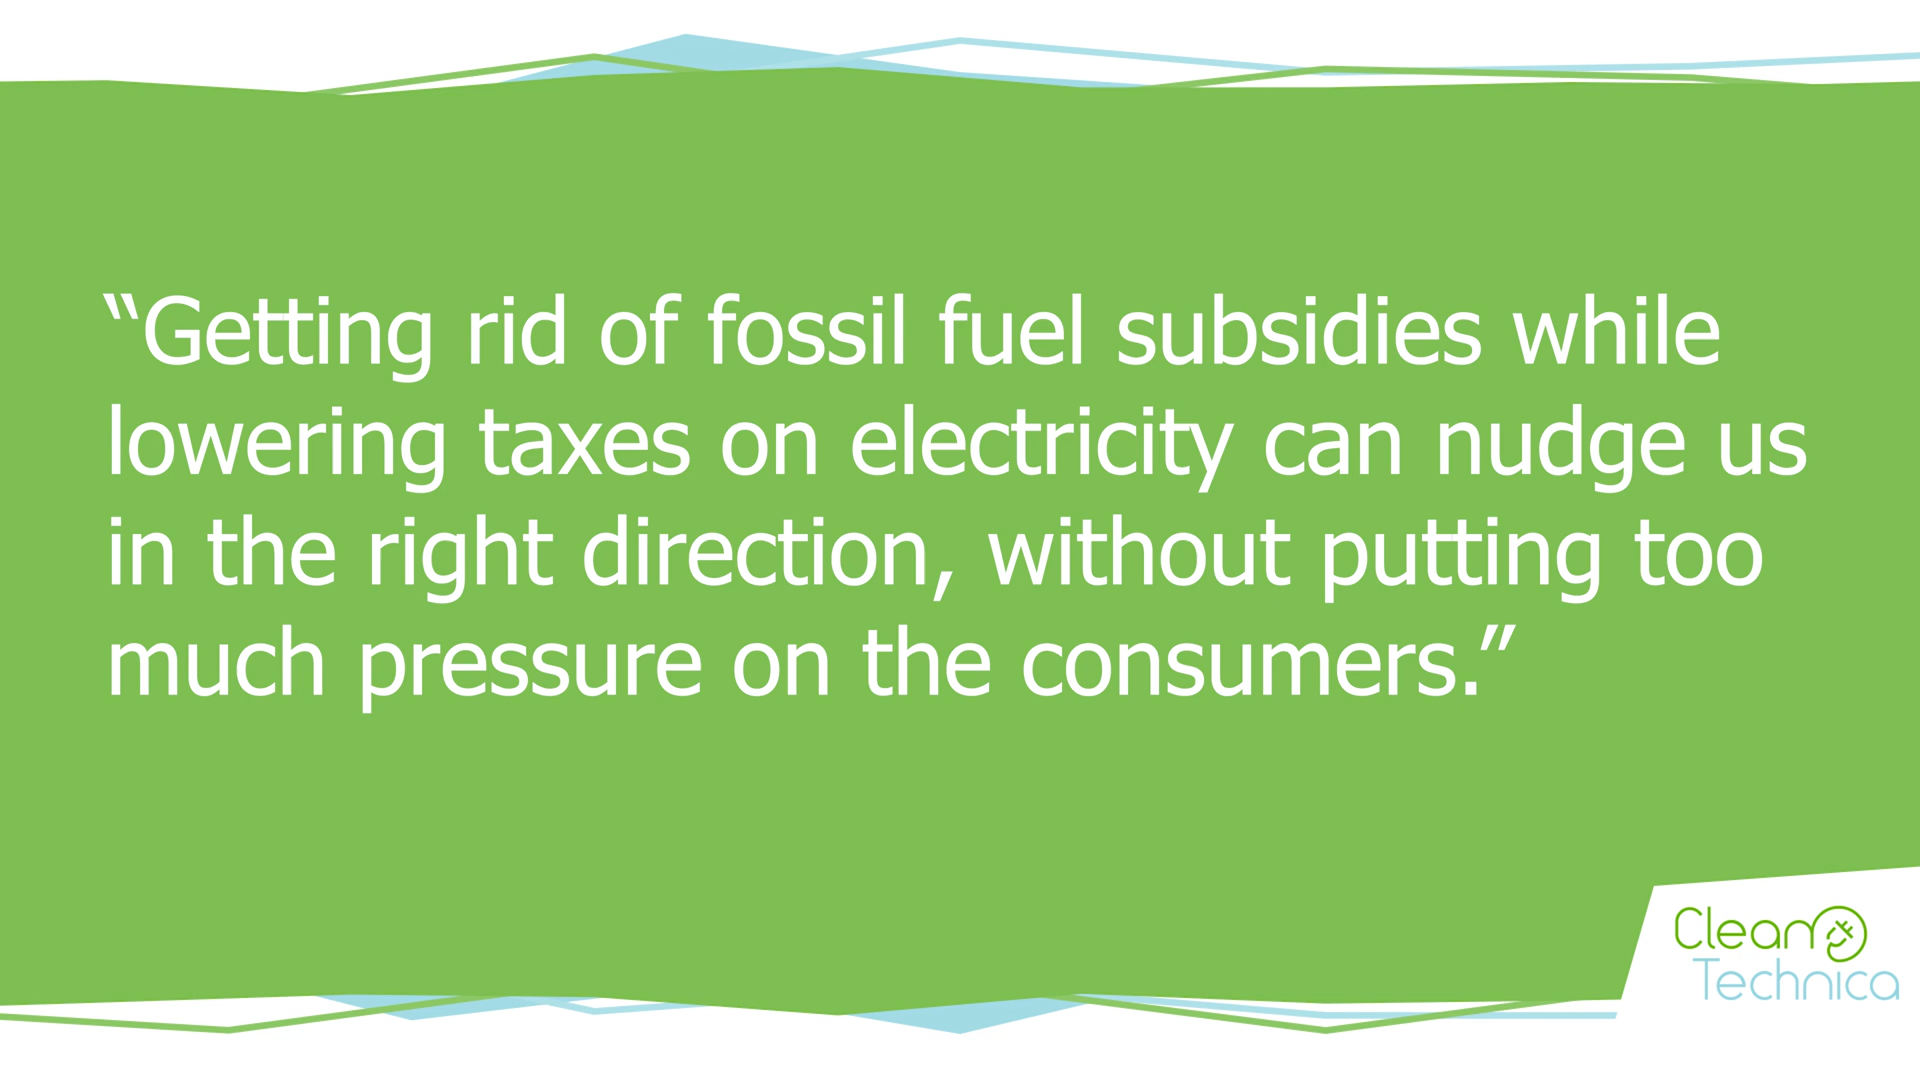 “Getting rid of fossil fuel subsidies while
lowering taxes on electricity can nudge us
in the right direction, without putting too
much pressure on the consumers.”
Clean
Technica